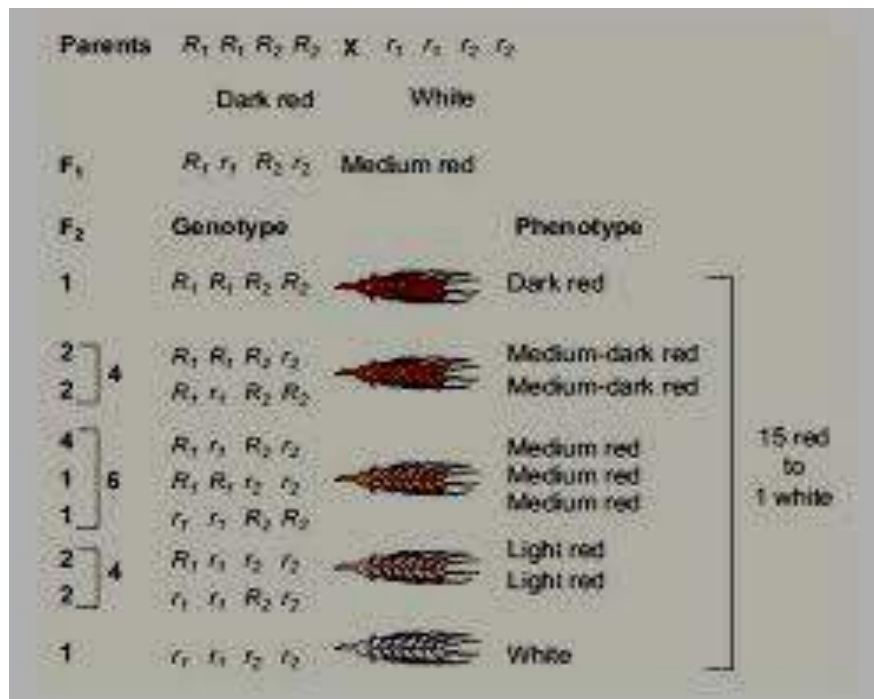 Parents R₁ R₁ R₂ R₂ X r₁ r₁ r₂ r₂
Dark red White
F₁ R₁ r₁ R₂ r₂ Medium red
F₂ Genotype Phenotype
1 R₁ R₁ R₂ R₂ Dark red
2 R₁ R₁ R₂ r₂ Medium-dark red
4
2 R₁ r₁ R₂ R₂ Medium-dark red
4 R₁ r₁ R₂ r₂ Medium red
1 6 R₁ R₁ r₂ r₂ Medium red
1 r₁ r₁ R₂ R₂ Medium red
15 red
to
1 white
2 R₁ r₁ r₂ r₂ Light red
4
2 r₁ r₁ R₂ r₂ Light red
1 r₁ r₁ r₂ r₂ White